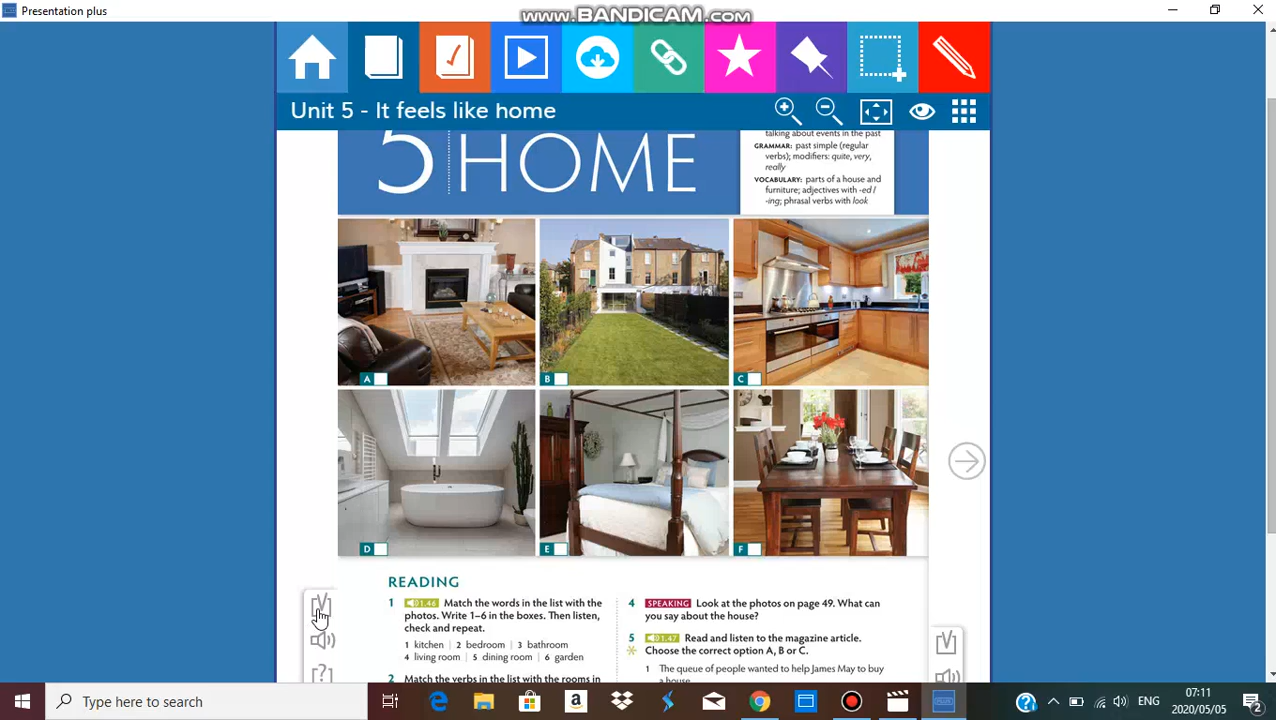 Presentation plus
www.BANDICAM.com
Unit 5 - It feels like home
5 HOME
talking about events in the past
GRAMMAR: past simple (regular
verbs); modifiers: quite, very,
really
VOCABULARY: parts of a house and
furniture; adjectives with -ed /
-ing; phrasal verbs with look
A
B
C
D
E
F
READING
1 01.46 Match the words in the list with the
photos. Write 1–6 in the boxes. Then listen,
check and repeat.
1 kitchen | 2 bedroom | 3 bathroom
4 living room | 5 dining room | 6 garden
2 Match the verbs in the list with the rooms in
4 SPEAKING Look at the photos on page 49. What can
you say about the house?
5 01.47 Read and listen to the magazine article.
Choose the correct option A, B or C.
1 The queue of people wanted to help James May to buy
a house.
Type here to search
ENG
07:11
2020/05/05
2